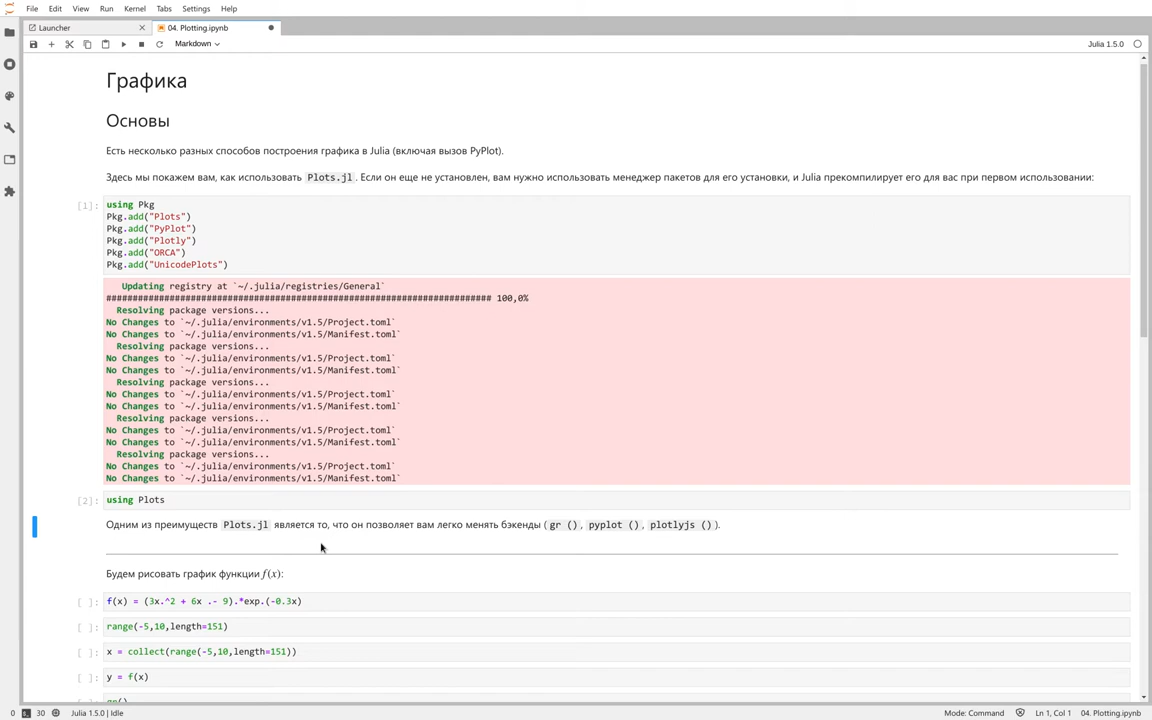 File Edit View Run Kernel Tabs Settings Help
Launcher
04. Plotting.ipynb
Markdown
Julia 1.5.0
Графика
Основы
Есть несколько разных способов построения графика в Julia (включая вызов PyPlot).
Здесь мы покажем вам, как использовать Plots.jl. Если он еще не установлен, вам нужно использовать менеджер пакетов для его установки, и Julia прекомпилирует его для вас при первом использовании:
[1]: using Pkg
Pkg.add("Plots")
Pkg.add("PyPlot")
Pkg.add("Plotly")
Pkg.add("ORCA")
Pkg.add("UnicodePlots")
Updating registry at `~/.julia/registries/General`
######################################################################### 100,0%
Resolving package versions...
No Changes to `~/.julia/environments/v1.5/Project.toml`
No Changes to `~/.julia/environments/v1.5/Manifest.toml`
Resolving package versions...
No Changes to `~/.julia/environments/v1.5/Project.toml`
No Changes to `~/.julia/environments/v1.5/Manifest.toml`
Resolving package versions...
No Changes to `~/.julia/environments/v1.5/Project.toml`
No Changes to `~/.julia/environments/v1.5/Manifest.toml`
Resolving package versions...
No Changes to `~/.julia/environments/v1.5/Project.toml`
No Changes to `~/.julia/environments/v1.5/Manifest.toml`
Resolving package versions...
No Changes to `~/.julia/environments/v1.5/Project.toml`
No Changes to `~/.julia/environments/v1.5/Manifest.toml`
[2]: using Plots
Одним из преимуществ Plots.jl является то, что он позволяет вам легко менять бэкенды ( gr (), pyplot (), plotlyjs ()).
Будем рисовать график функции f(x):
[ ]: f(x) = (3x.^2 + 6x .- 9).*exp.(-0.3x)
[ ]: range(-5,10,length=151)
[ ]: x = collect(range(-5,10,length=151))
[ ]: y = f(x)
[ ]: gr()
0 30 Julia 1.5.0 | Idle
Mode: Command Ln 1, Col 1 04. Plotting.ipynb